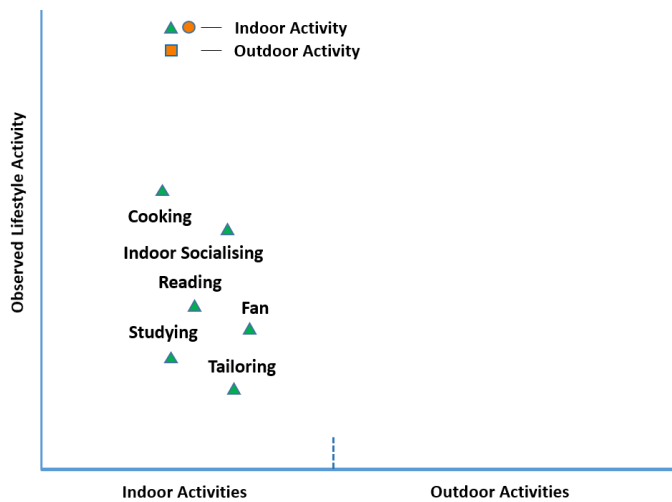 Indoor Activity
Outdoor Activity
Observed Lifestyle Activity
Cooking
Indoor Socialising
Reading
Fan
Studying
Tailoring
Indoor Activities
Outdoor Activities